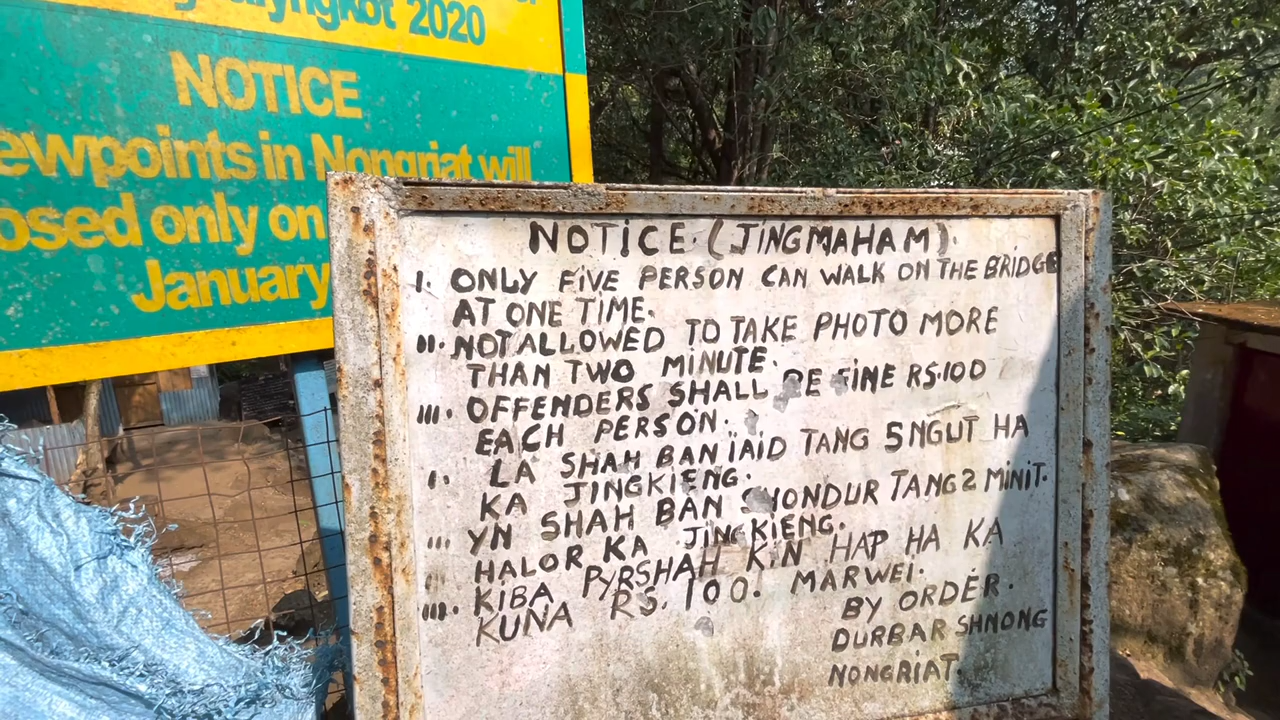 yngkot 2020
NOTICE
ewpoints in Nongriat will
osed only on
January
NOTICE. (JINGMAHAM).
I. ONLY FIVE PERSON CAN WALK ON THE BRIDGE
AT ONE TIME.
II. NOT ALLOWED TO TAKE PHOTO MORE
THAN TWO MINUTE.
III. OFFENDERS SHALL BE FINE RS.100
EACH PERSON.
I. LA SHAH BAN ÏAID TANG 5 NGUT HA
KA JINGKIENG.
II. YN SHAH BAN SHONDUR TANG 2 MINIT.
HALOR KA JINGKIENG.
III. KIBA PYRSHAH KIN HAP HA KA
KUNA RS. 100. MARWEI.
BY ORDER.
DURBAR SHNONG
NONGRIAT.